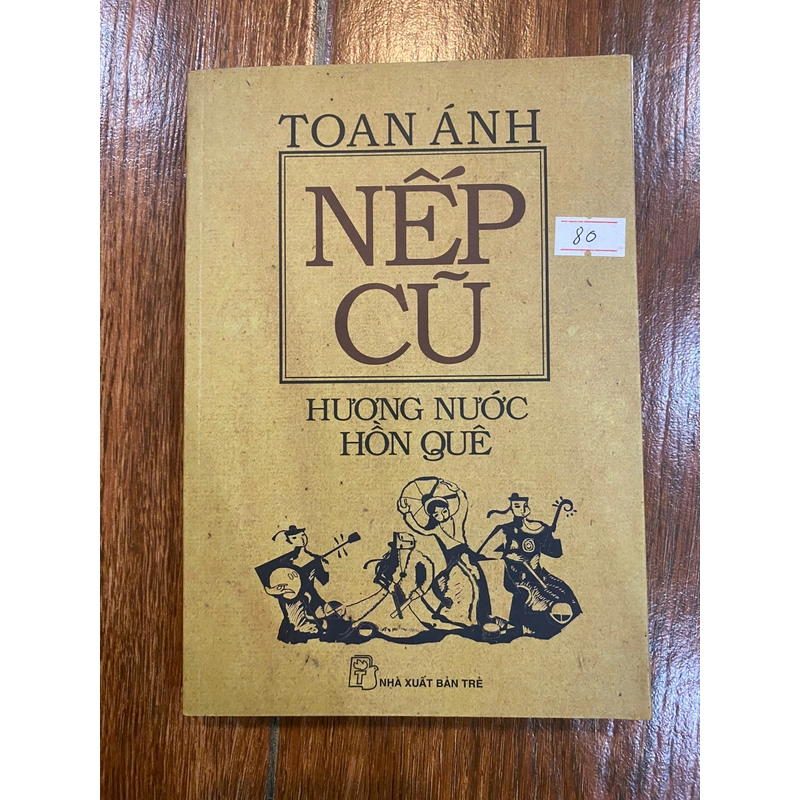 TOAN ÁNH
NẾP
CŨ
80
HƯƠNG NƯỚC
HỒN QUÊ
NHÀ XUẤT BẢN TRẺ